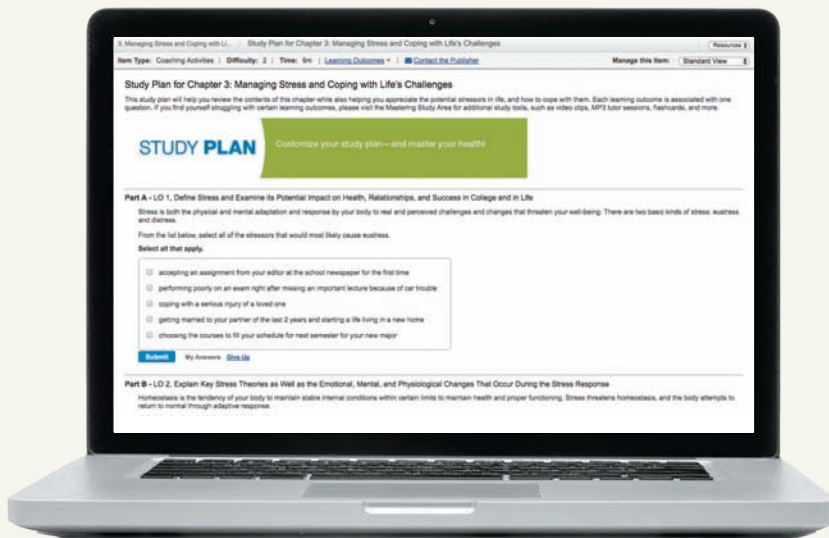 3. Managing Stress and Coping with Li... Study Plan for Chapter 3: Managing Stress and Coping with Life's Challenges Resources
Item Type: Coaching Activities | Difficulty: 2 | Time: 9m | Learning Outcomes | Contact the Publisher Manage this Item: Standard View
Study Plan for Chapter 3: Managing Stress and Coping with Life's Challenges
This study plan will help you review the contents of this chapter while also helping you appreciate the potential stressors in life, and how to cope with them. Each learning outcome is associated with one
question. If you find yourself struggling with certain learning outcomes, please visit the Mastering Study Area for additional study tools, such as video clips, MP3 tutor sessions, flashcards, and more.
STUDY PLAN Customize your study plan—and master your health!
Part A - LO 1, Define Stress and Examine its Potential Impact on Health, Relationships, and Success in College and in Life
Stress is both the physical and mental adaptation and response by your body to real and perceived challenges and changes that threaten your well-being. There are two basic kinds of stress: eustress
and distress.
From the list below, select all of the stressors that would most likely cause eustress.
Select all that apply.
accepting an assignment from your editor at the school newspaper for the first time
performing poorly on an exam right after missing an important lecture because of car trouble
coping with a serious injury of a loved one
getting married to your partner of the last 2 years and starting a life living in a new home
choosing the courses to fill your schedule for next semester for your new major
Submit My Answers Give Up
Part B - LO 2, Explain Key Stress Theories as Well as the Emotional, Mental, and Physiological Changes That Occur During the Stress Response
Homeostasis is the tendency of your body to maintain stable internal conditions within certain limits to maintain health and proper functioning. Stress threatens homeostasis, and the body attempts to
return to normal through adaptive response.